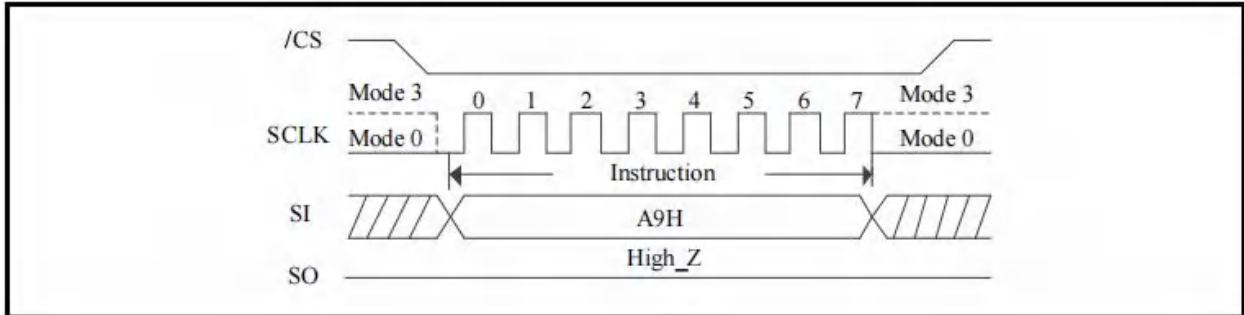 /CS
Mode 3 0 1 2 3 4 5 6 7 Mode 3
SCLK
Mode 0 Mode 0
Instruction
SI
A9H
High_Z
SO